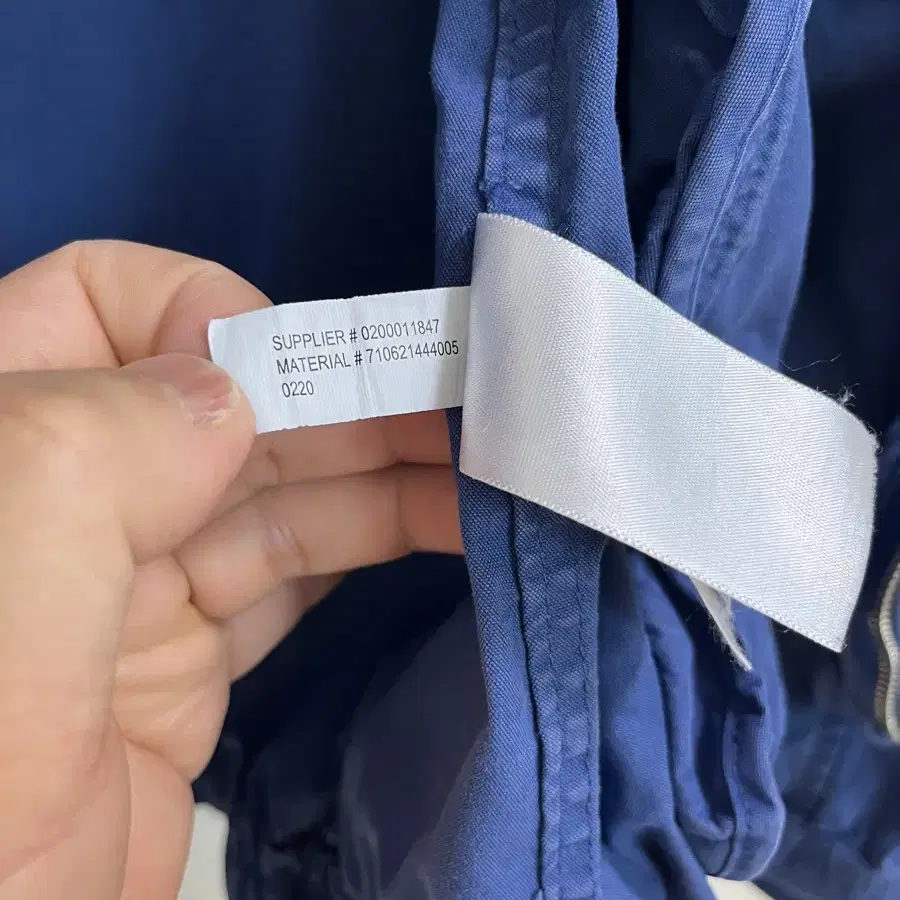 SUPPLIER # 0200011847
MATERIAL # 710621444005
0220